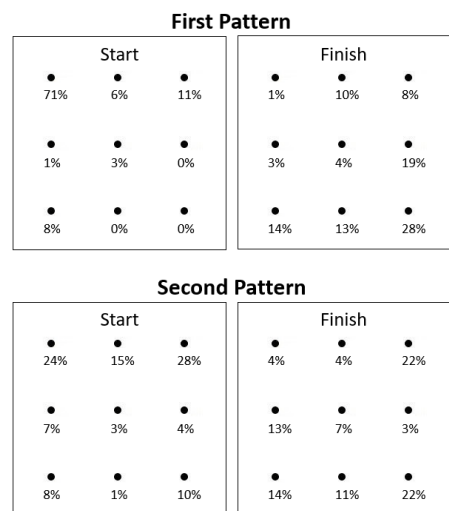 First Pattern
Start Finish
71% 6% 11% 1% 10% 8%
1% 3% 0% 3% 4% 19%
8% 0% 0% 14% 13% 28%
Second Pattern
Start Finish
24% 15% 28% 4% 4% 22%
7% 3% 4% 13% 7% 3%
8% 1% 10% 14% 11% 22%